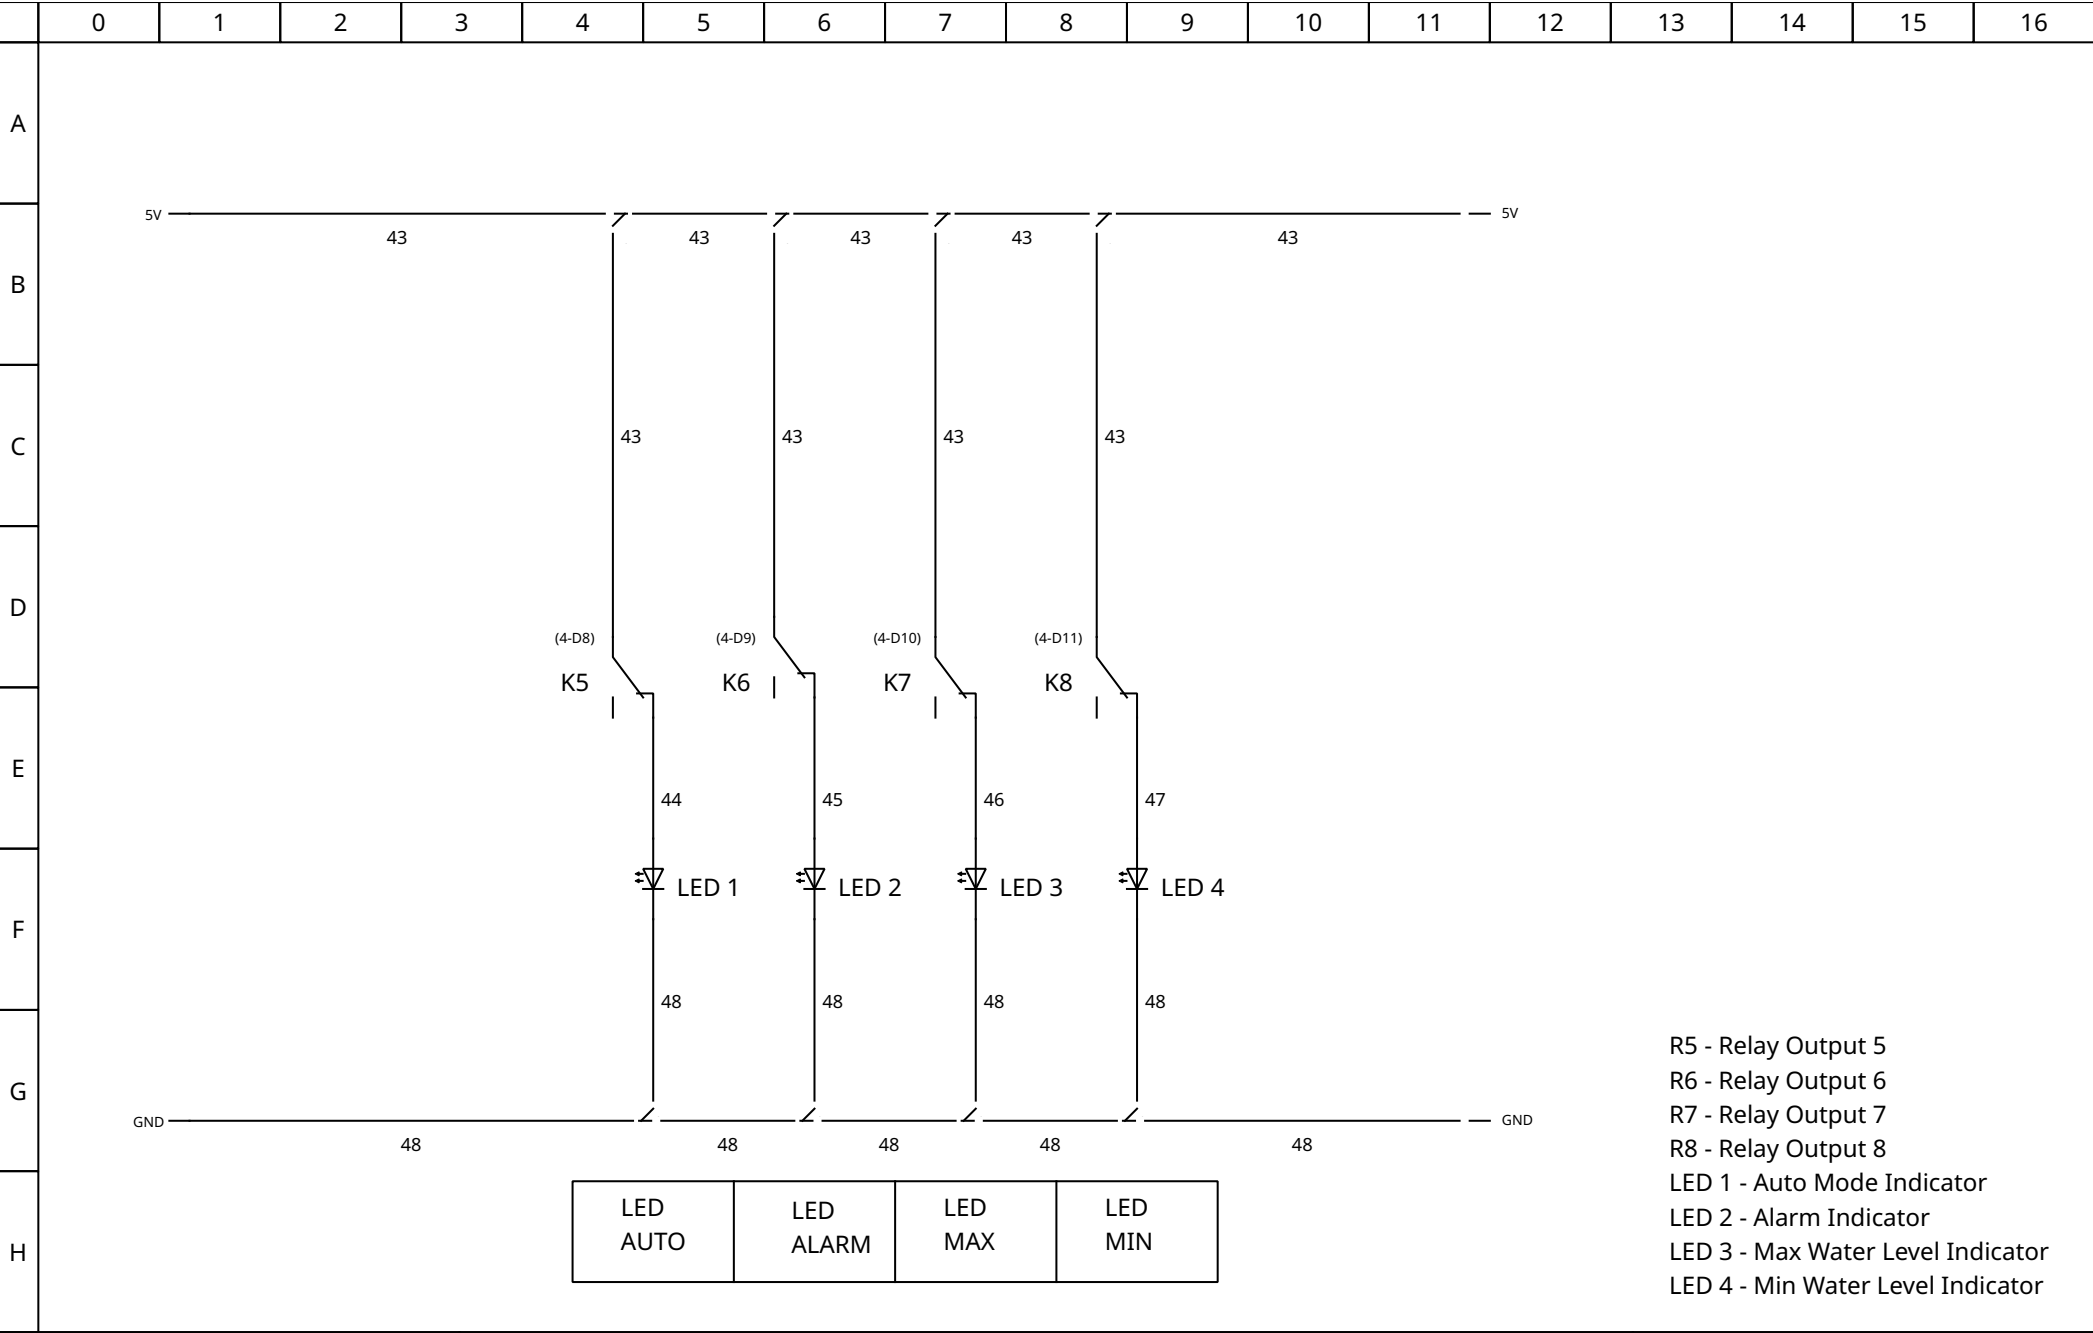 0 1 2 3 4 5 6 7 8 9 10 11 12 13 14 15 16
A
5V 5V
43 43 43 43 43
B
C
43 43 43 43
D
(4-D8) (4-D9) (4-D10) (4-D11)
K5 K6 K7 K8
E
44 45 46 47
LED 1 LED 2 LED 3 LED 4
F
48 48 48 48
G
GND GND
48 48 48 48 48
LED
AUTO
LED
ALARM
LED
MAX
LED
MIN
H
R5 - Relay Output 5
R6 - Relay Output 6
R7 - Relay Output 7
R8 - Relay Output 8
LED 1 - Auto Mode Indicator
LED 2 - Alarm Indicator
LED 3 - Max Water Level Indicator
LED 4 - Min Water Level Indicator